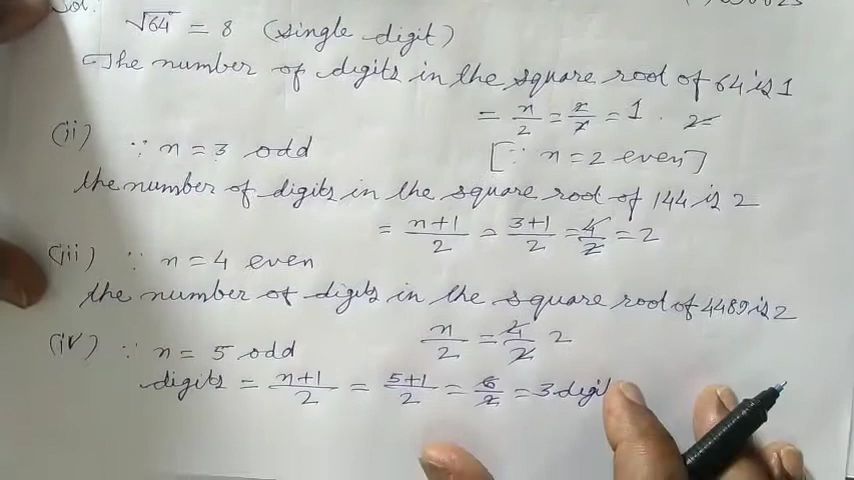 Sol.
√64 = 8 (single digit)
The number of digits in the square root of 64 is 1
= n/2 = 2/2 = 1.
(ii) ∵ n = 3 odd [∵ n = 2 even]
the number of digits in the square root of 144 is 2
= n+1/2 = 3+1/2 = 4/2 = 2
(iii) ∵ n = 4 even
the number of digits in the square root of 4489 is 2
n/2 = 4/2 2
(iv) ∵ n = 5 odd
digits = n+1/2 = 5+1/2 = 6/2 = 3 digit